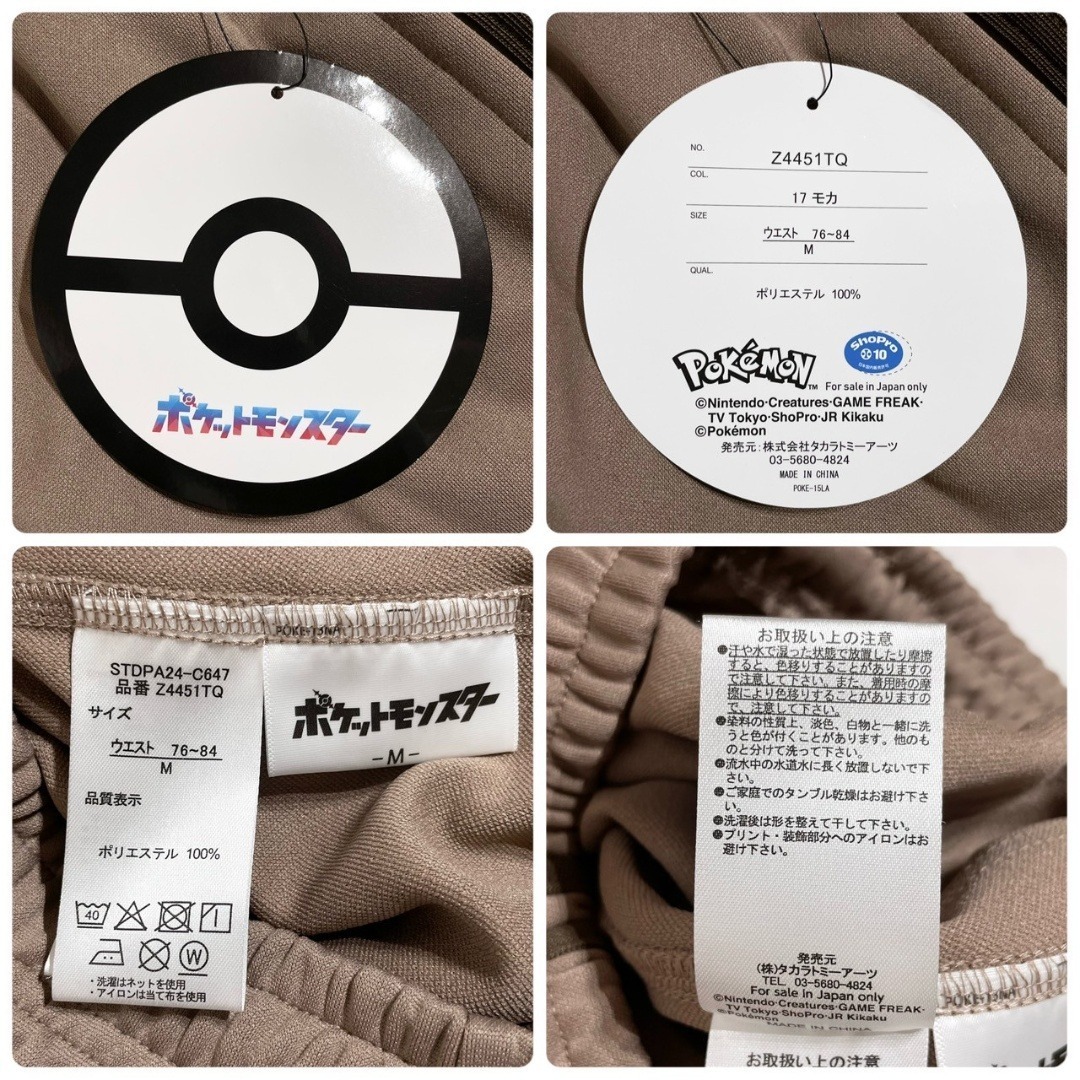 ポケットモンスター
NO.
Z4451TQ
COL.
17 モカ
SIZE
ウエスト 76~84
M
QUAL.
ポリエステル 100%
POKéMON™
ShoPro
10
For sale in Japan only
©Nintendo·Creatures·GAME FREAK·
TV Tokyo·ShoPro·JR Kikaku
©Pokémon
発売元:株式会社タカラトミーアーツ
03-5680-4824
MADE IN CHINA
POKE-15LA
STDPA24-C647
品番 Z4451TQ
サイズ
ウエスト 76~84
M
品質表示
ポリエステル 100%
40
W
・洗濯はネットを使用
・アイロンは当て布を使用
POKE-15NA
ポケットモンスター
-M-
お取扱い上の注意
●汗や水で湿った状態で放置したり摩擦
すると、色移りすることがありますの
で注意して下さい。また、着用時の摩
擦により色移りすることがありますの
で、注意して下さい。
●染料の性質上、淡色、白物と一緒に洗
うと色が付くことがあります。他のも
のと分けて洗って下さい。
●流水中の水道水に長く放置しないで下
さい。
●ご家庭でのタンブル乾燥はお避け下さ
い。
●洗濯後は形を整えて干して下さい。
●プリント・装飾部分へのアイロンはお
避け下さい。
発売元
(株)タカラトミーアーツ
TEL. 03-5680-4824
For sale in Japan only
©Nintendo·Creatures·GAME FREAK·
TV Tokyo·ShoPro·JR Kikaku
©Pokémon
MADE IN CHINA
お取扱い上の注意
POKE-15NA